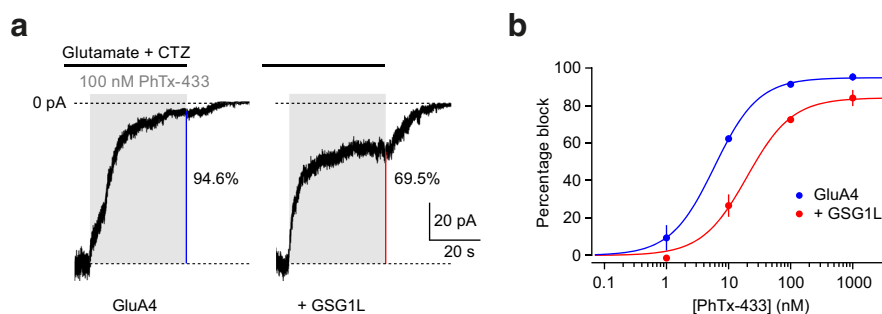 a
Glutamate + CTZ
100 nM PhTx-433
0 pA
94.6%
69.5%
20 pA
20 s
GluA4
+ GSG1L
b
Percentage block
100
80
60
40
20
0
GluA4
+ GSG1L
0.1 1 10 100 1000
[PhTx-433] (nM)